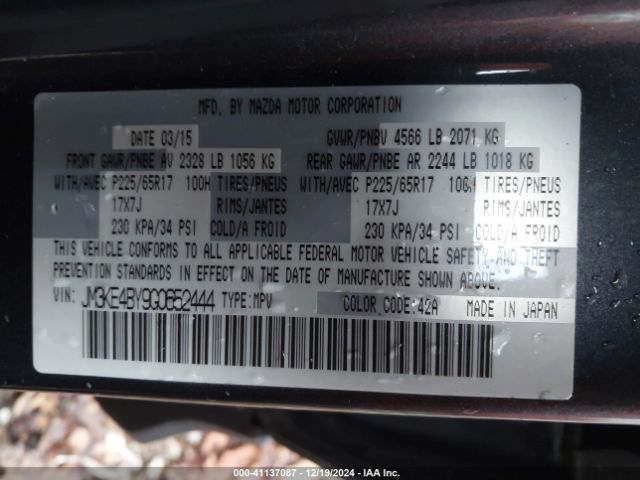 MFD. BY MAZDA MOTOR CORPORATION
DATE 03/15 GVWR/PNBV 4566 LB 2071 KG
FRONT GAWR/PNBE AV 2328 LB 1056 KG REAR GAWR/PNBE AR 2244 LB 1018 KG
WITH/AVEC P225/65R17 100H TIRES/PNEUS WITH/AVEC P225/65R17 TIRES/PNEUS
17X7J RIMS/JANTES 17X7J RIMS/JANTES
230 KPA/34 PSI COLD/A FROID 230 KPA/34 PSI COLD/A FROID
THIS VEHICLE CONFORMS TO ALL APPLICABLE FEDERAL MOTOR VEHICLE SAFETY AND THEFT
PREVENTION STANDARDS IN EFFECT ON THE DATE OF MANUFACTURE SHOWN ABOVE.
VIN: JM3KE4BY9G0652444 TYPE:MPV COLOR CODE:42A MADE IN JAPAN
000-41137087 - 12/19/2024 - IAA Inc.